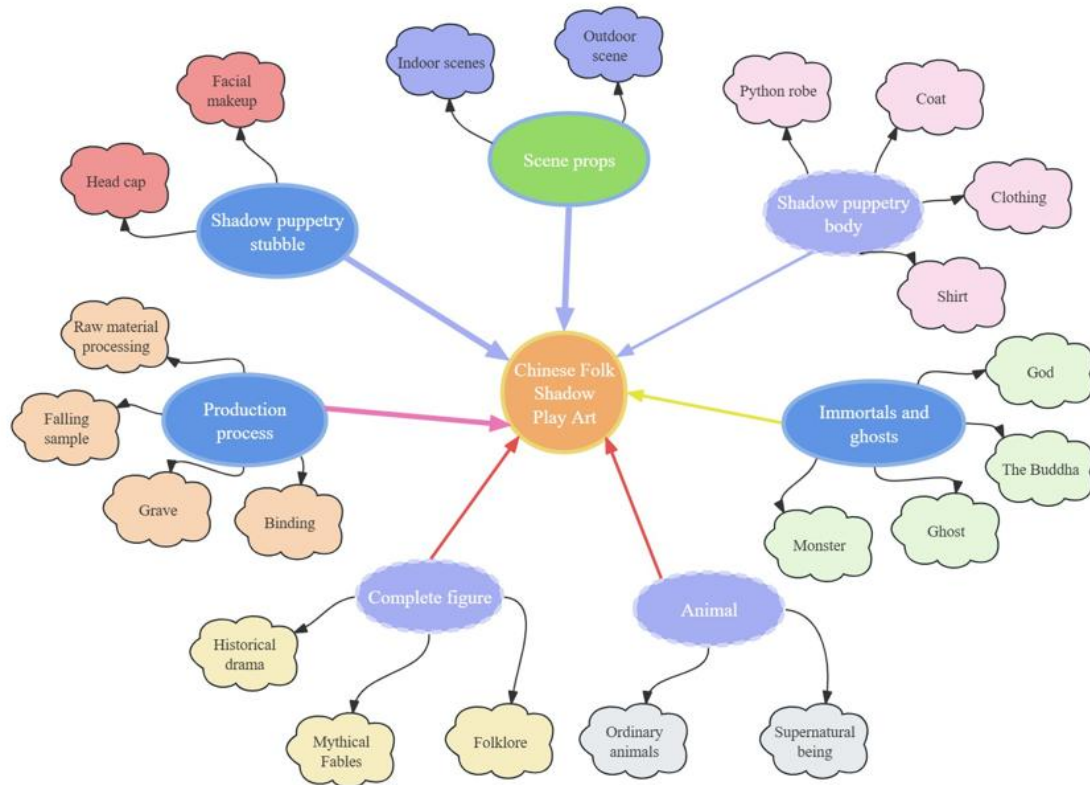 Outdoor
scene
Indoor scenes
Facial
makeup
Python robe
Coat
Head cap
Scene props
Clothing
Shadow puppetry
stubble
Shadow puppetry
body
Shirt
Raw material
processing
Chinese Folk
Shadow
Play Art
God
Falling
sample
Production
process
Immortals and
ghosts
The Buddha
Grave
Binding
Monster
Ghost
Complete figure
Animal
Historical
drama
Mythical
Fables
Folklore
Ordinary
animals
Supernatural
being